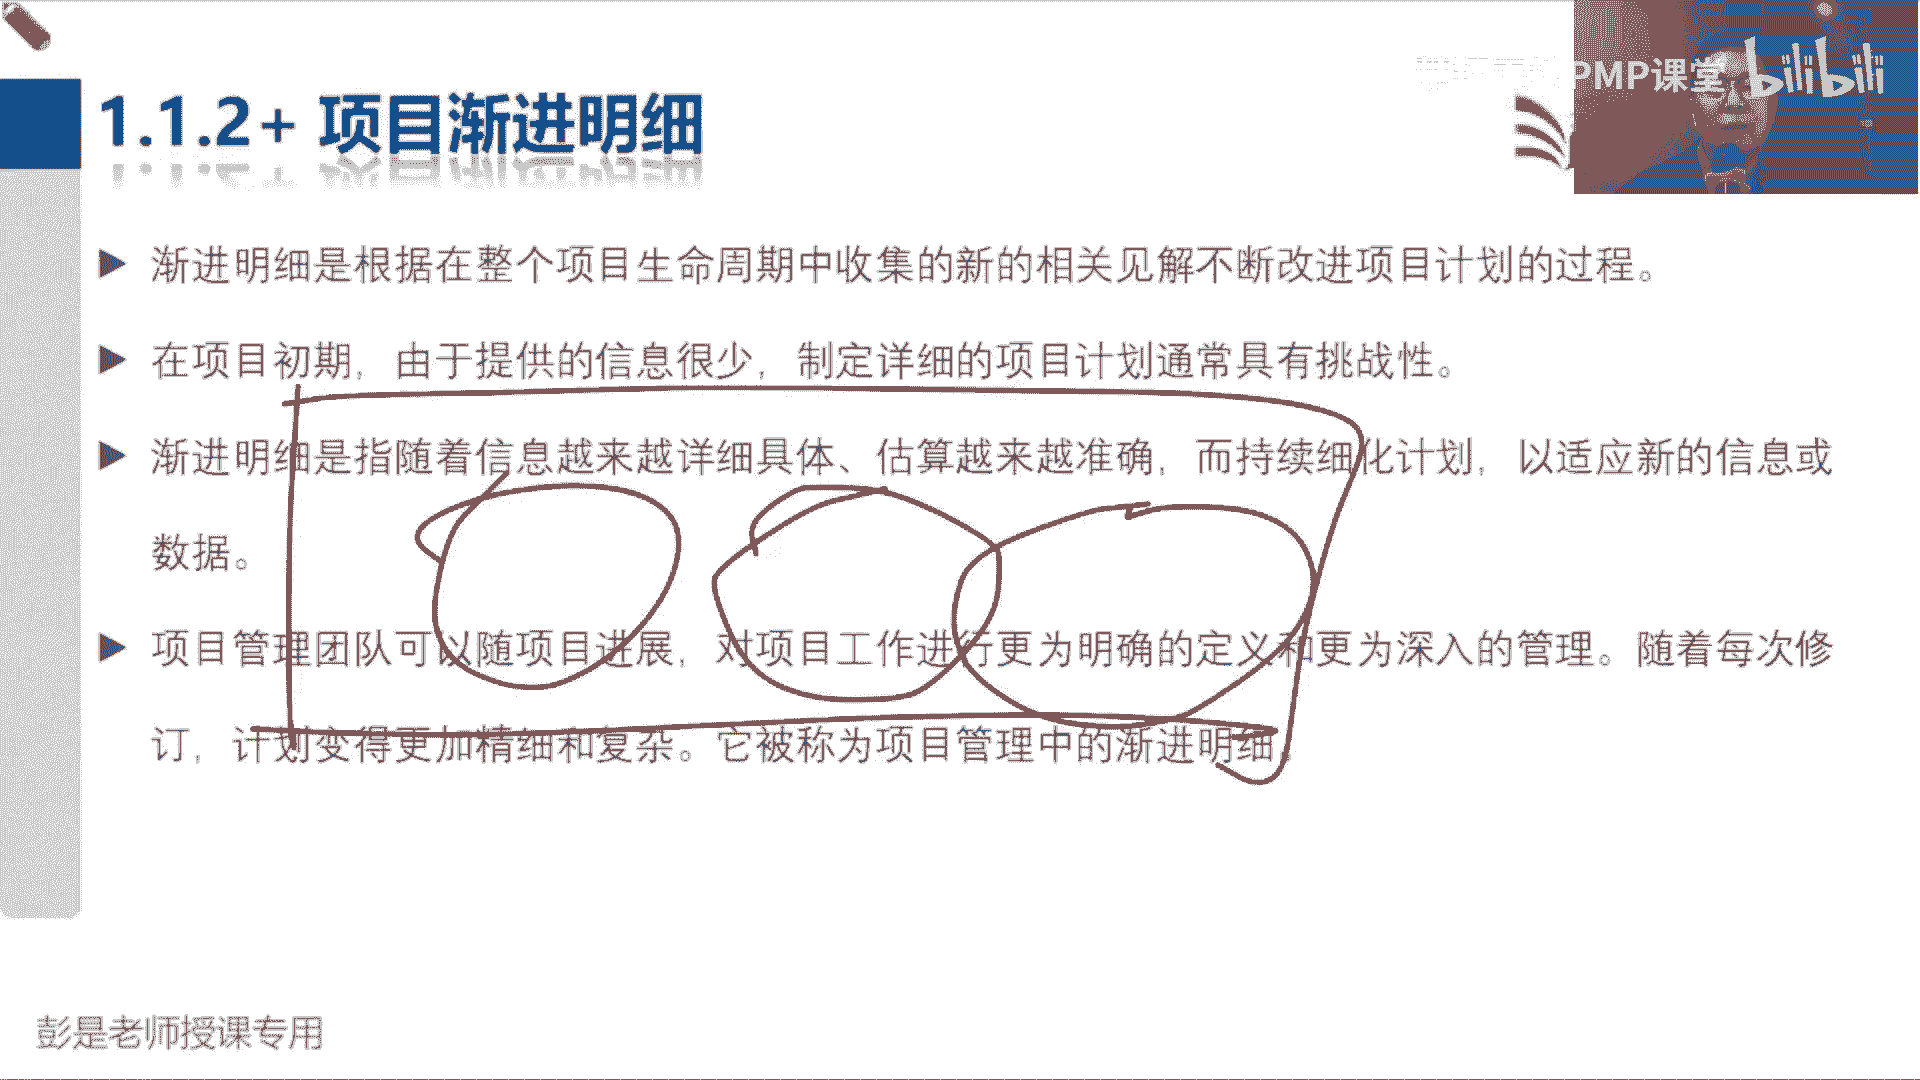 PMP课堂 bilibili
1.1.2+ 项目渐进明细
渐进明细是根据在整个项目生命周期中收集的新的相关见解不断改进项目计划的过程。
在项目初期，由于提供的信息很少，制定详细的项目计划通常具有挑战性。
渐进明细是指随着信息越来越详细具体、估算越来越准确，而持续细化计划，以适应新的信息或
数据。
项目管理团队可以随项目进展，对项目工作进行更为明确的定义和更为深入的管理。随着每次修
订，计划变得更加精细和复杂。它被称为项目管理中的渐进明细。
彭是老师授课专用